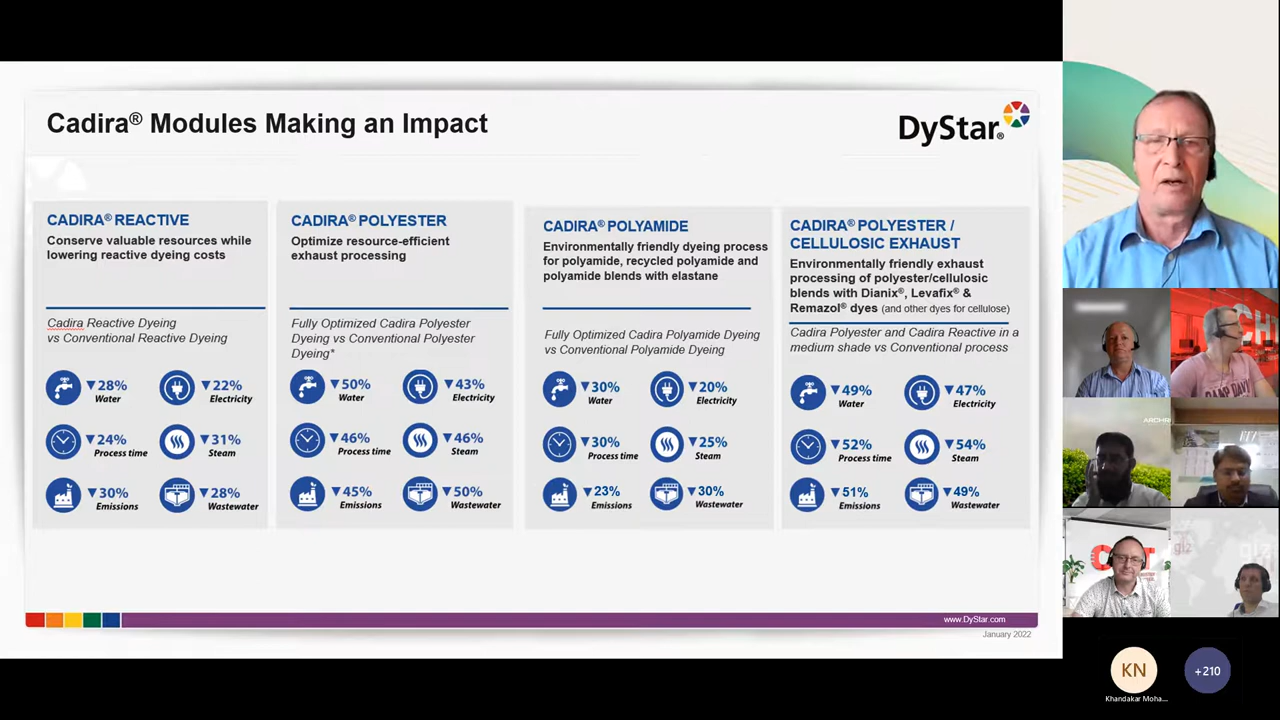 Cadira® Modules Making an Impact
DyStar®
CADIRA® REACTIVE
Conserve valuable resources while
lowering reactive dyeing costs
Cadira Reactive Dyeing
vs Conventional Reactive Dyeing
28%
Water
22%
Electricity
24%
Process time
31%
Steam
30%
Emissions
28%
Wastewater
CADIRA® POLYESTER
Optimize resource-efficient
exhaust processing
Fully Optimized Cadira Polyester
Dyeing vs Conventional Polyester
Dyeing*
50%
Water
43%
Electricity
46%
Process time
46%
Steam
45%
Emissions
50%
Wastewater
CADIRA® POLYAMIDE
Environmentally friendly dyeing process
for polyamide, recycled polyamide and
polyamide blends with elastane
Fully Optimized Cadira Polyamide Dyeing
vs Conventional Polyamide Dyeing
30%
Water
20%
Electricity
30%
Process time
25%
Steam
23%
Emissions
30%
Wastewater
CADIRA® POLYESTER /
CELLULOSIC EXHAUST
Environmentally friendly exhaust
processing of polyester/cellulosic
blends with Dianix®, Levafix® &
Remazol® dyes (and other dyes for cellulose)
Cadira Polyester and Cadira Reactive in a
medium shade vs Conventional process
49%
Water
47%
Electricity
52%
Process time
54%
Steam
51%
Emissions
49%
Wastewater
www.DyStar.com
January 2022
giz
KN
+210
Khandakar Moha...